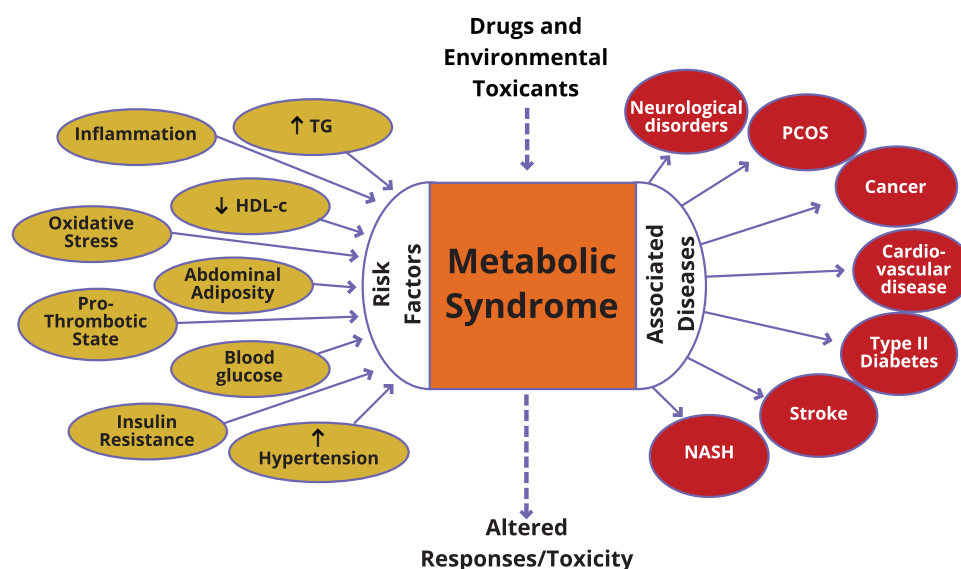 Drugs and
Environmental
Toxicants
Inflammation
↑ TG
↓ HDL-c
Oxidative
Stress
Abdominal
Adiposity
Pro-
Thrombotic
State
Blood
glucose
Insulin
Resistance
↑
Hypertension
Risk
Factors
Metabolic
Syndrome
Associated
Diseases
Neurological
disorders
PCOS
Cancer
Cardio-
vascular
disease
Type II
Diabetes
Stroke
NASH
Altered
Responses/Toxicity